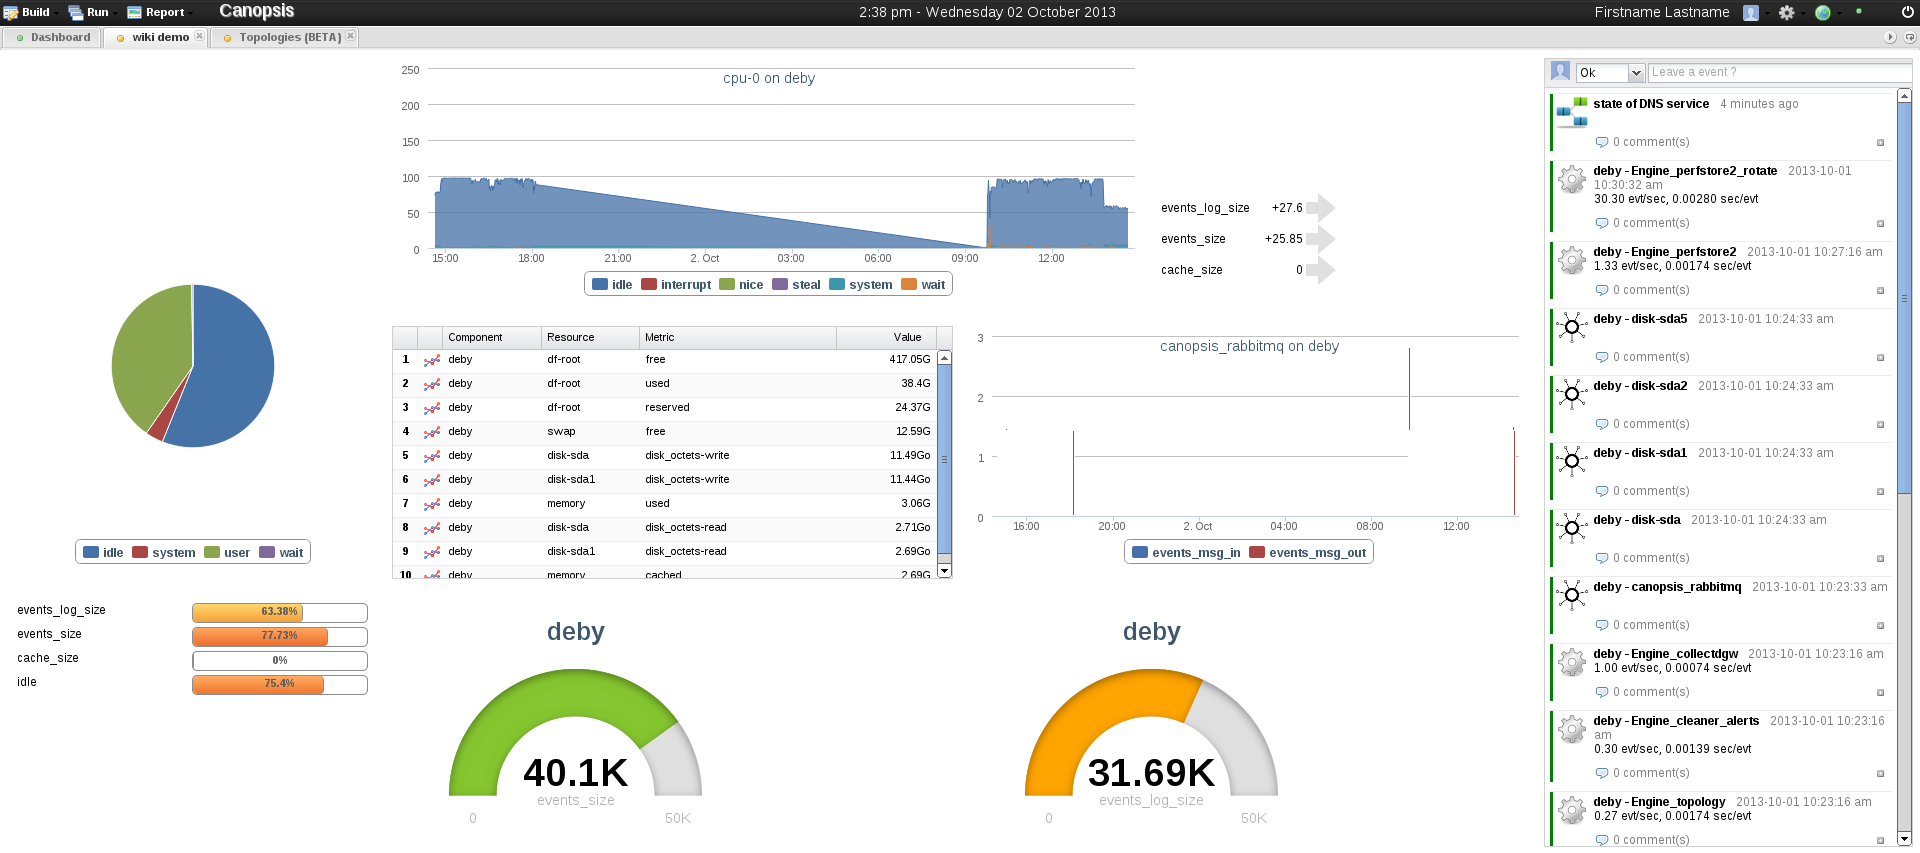 Build Run Report Canopsis 2:38 pm - Wednesday 02 October 2013 Firstname Lastname
Dashboard wiki demo Topologies (BETA)
250
200
150
100
50
0
cpu-0 on deby
15:00 18:00 21:00 2. Oct 03:00 06:00 09:00 12:00
idle interrupt nice steal system wait
events_log_size +27.6
events_size +25.85
cache_size 0
idle system user wait
Component Resource Metric Value
1 deby df-root free 417.05G
2 deby df-root used 38.4G
3 deby df-root reserved 24.37G
4 deby swap free 12.59G
5 deby disk-sda disk_octets-write 11.49Go
6 deby disk-sda1 disk_octets-write 11.44Go
7 deby memory used 3.06G
8 deby disk-sda disk_octets-read 2.71Go
9 deby disk-sda1 disk_octets-read 2.69Go
10 deby memory cached 2.69G
3
2
1
0
canopsis_rabbitmq on deby
16:00 20:00 2. Oct 04:00 08:00 12:00
events_msg_in events_msg_out
events_log_size 63.38%
events_size 77.73%
cache_size 0%
idle 75.4%
deby
40.1K
events_size
0 50K
deby
31.69K
events_log_size
0 50K
Ok Leave a event ?
state of DNS service 4 minutes ago
0 comment(s)
deby - Engine_perfstore2_rotate 2013-10-01
10:30:32 am
30.30 evt/sec, 0.00280 sec/evt
0 comment(s)
deby - Engine_perfstore2 2013-10-01 10:27:16 am
1.33 evt/sec, 0.00174 sec/evt
0 comment(s)
deby - disk-sda5 2013-10-01 10:24:33 am
0 comment(s)
deby - disk-sda2 2013-10-01 10:24:33 am
0 comment(s)
deby - disk-sda1 2013-10-01 10:24:33 am
0 comment(s)
deby - disk-sda 2013-10-01 10:24:33 am
0 comment(s)
deby - canopsis_rabbitmq 2013-10-01 10:23:33 am
0 comment(s)
deby - Engine_collectdgw 2013-10-01 10:23:16 am
1.00 evt/sec, 0.00074 sec/evt
0 comment(s)
deby - Engine_cleaner_alerts 2013-10-01 10:23:16
am
0.30 evt/sec, 0.00139 sec/evt
0 comment(s)
deby - Engine_topology 2013-10-01 10:23:16 am
0.27 evt/sec, 0.00174 sec/evt
0 comment(s)